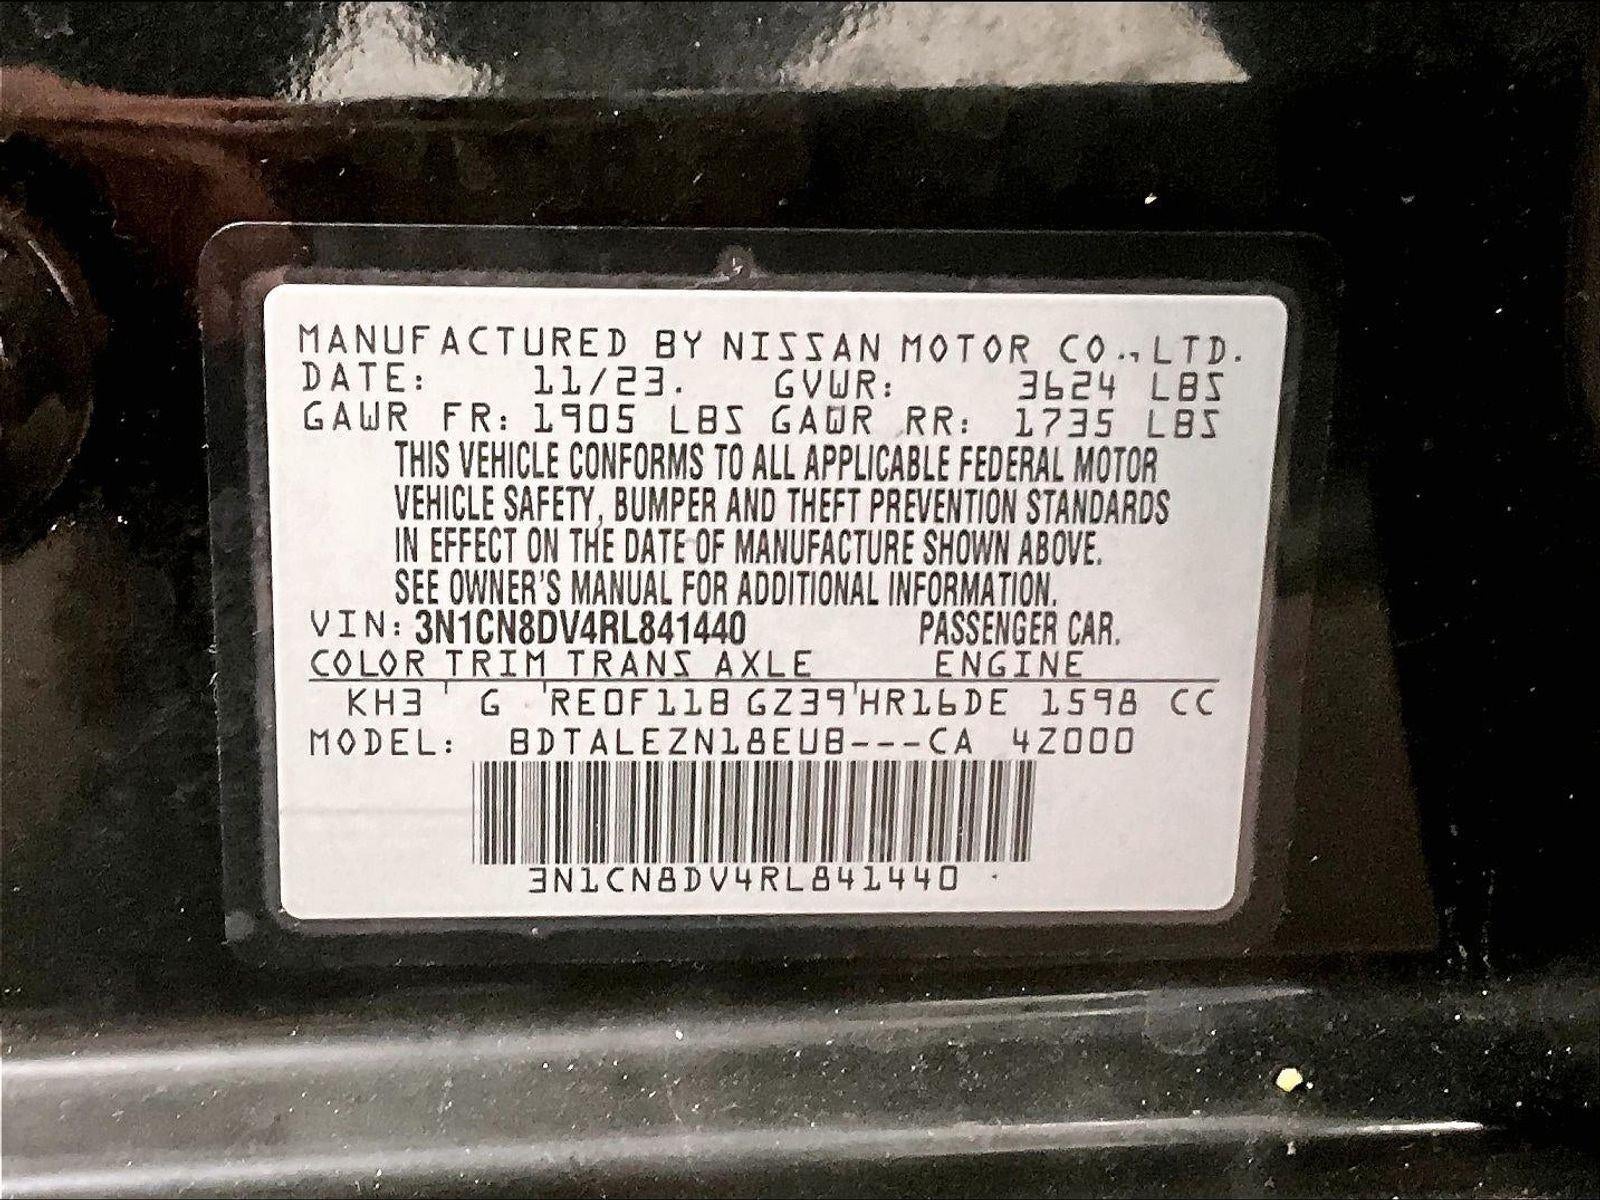 MANUFACTURED BY NISSAN MOTOR CO.,LTD.
DATE: 11/23. GVWR: 3624 LBS
GAWR FR: 1905 LBS GAWR RR: 1735 LBS
THIS VEHICLE CONFORMS TO ALL APPLICABLE FEDERAL MOTOR
VEHICLE SAFETY, BUMPER AND THEFT PREVENTION STANDARDS
IN EFFECT ON THE DATE OF MANUFACTURE SHOWN ABOVE.
SEE OWNER'S MANUAL FOR ADDITIONAL INFORMATION.
VIN: 3N1CN8DV4RL841440 PASSENGER CAR.
COLOR TRIM TRANS AXLE ENGINE
KH3 G RE0F11B GZ39 HR16DE 1598 CC
MODEL: BDTALEZN18EUB---CA 42000
3N1CN8DV4RL841440